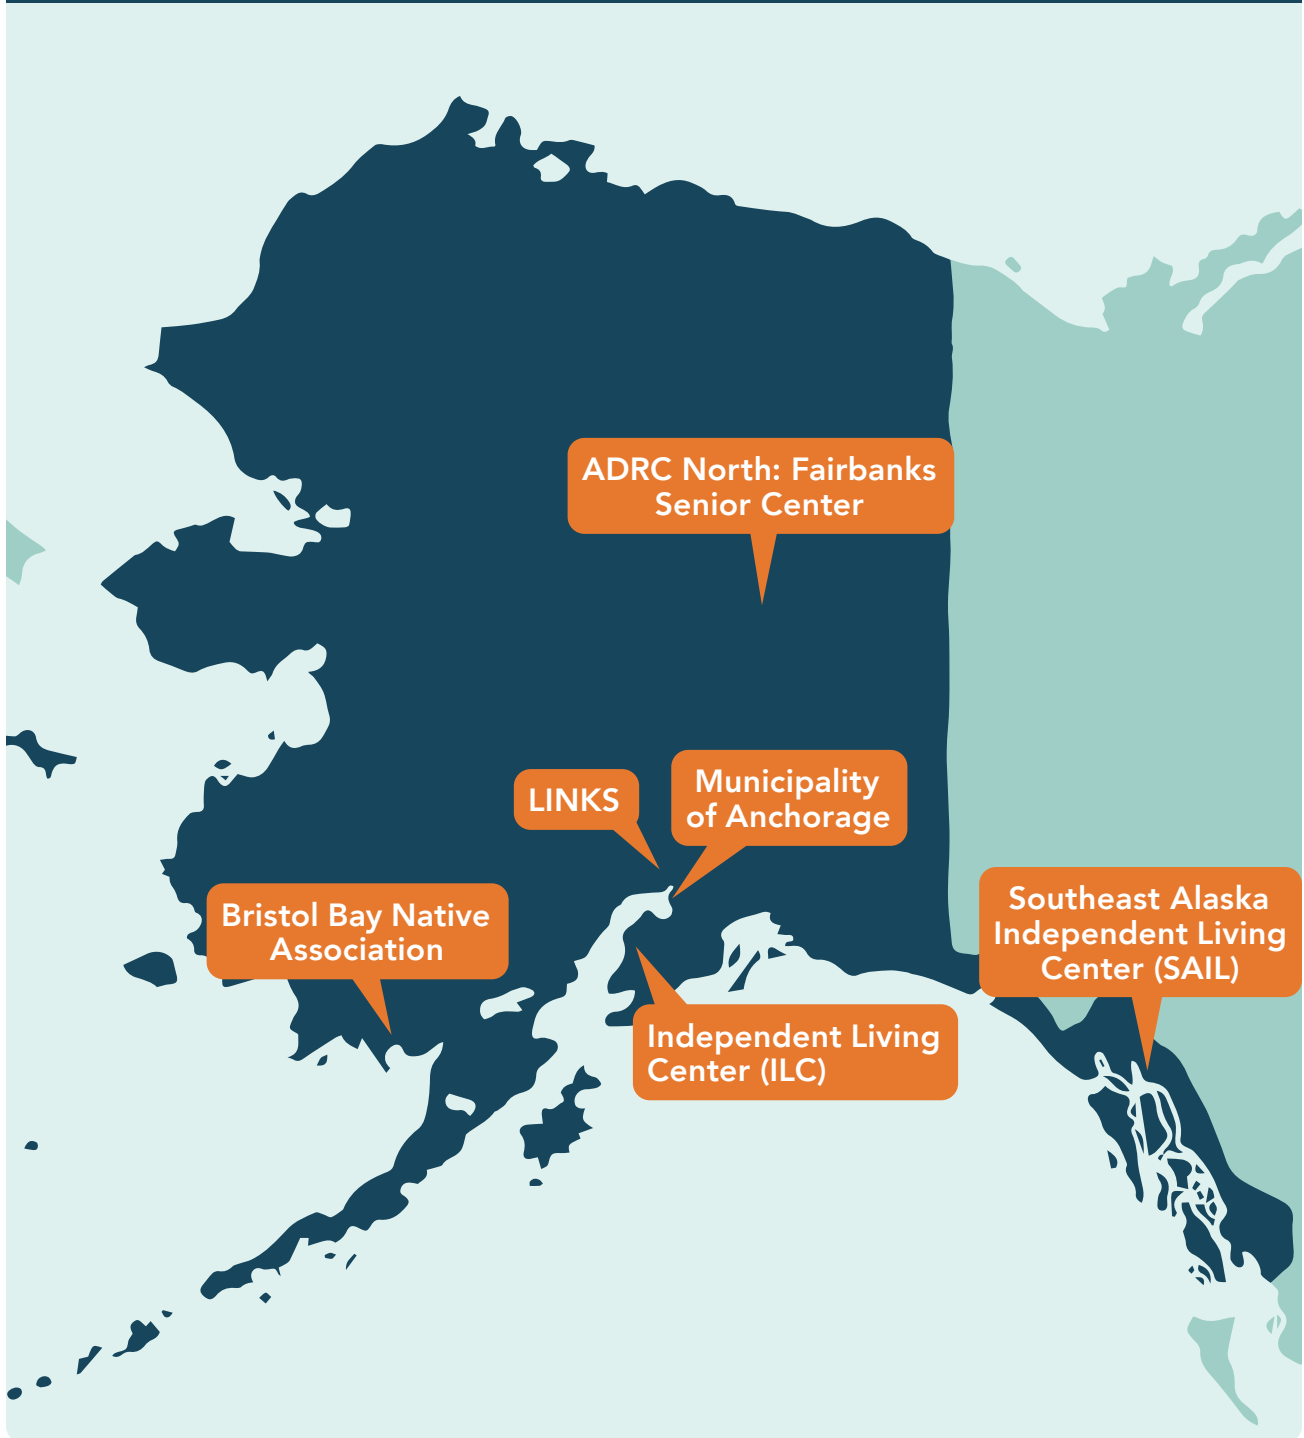 ADRC North: Fairbanks
Senior Center
LINKS
Municipality
of Anchorage
Bristol Bay Native
Association
Southeast Alaska
Independent Living
Center (SAIL)
Independent Living
Center (ILC)